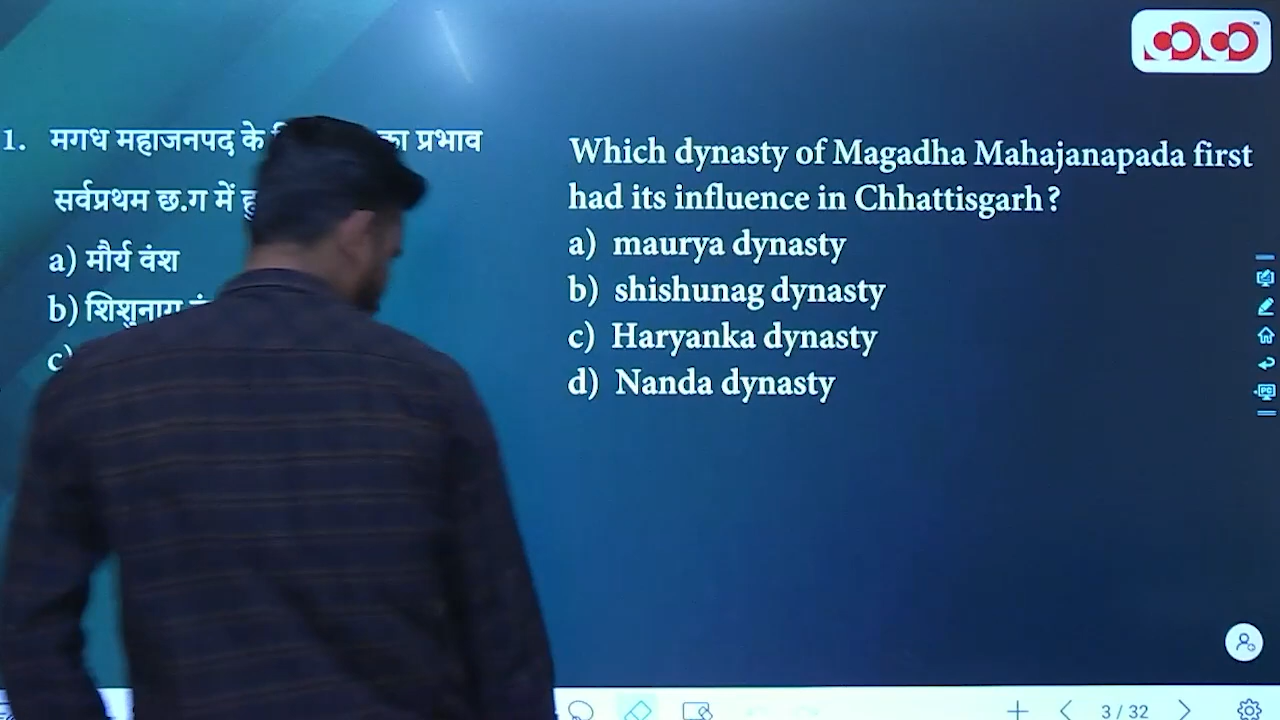 1. मगध महाजनपद के का प्रभाव
सर्वप्रथम छ.ग में
a) मौर्य वंश
b) शिशुनाग
c)
Which dynasty of Magadha Mahajanapada first
had its influence in Chhattisgarh?
a) maurya dynasty
b) shishunag dynasty
c) Haryanka dynasty
d) Nanda dynasty
3 / 32